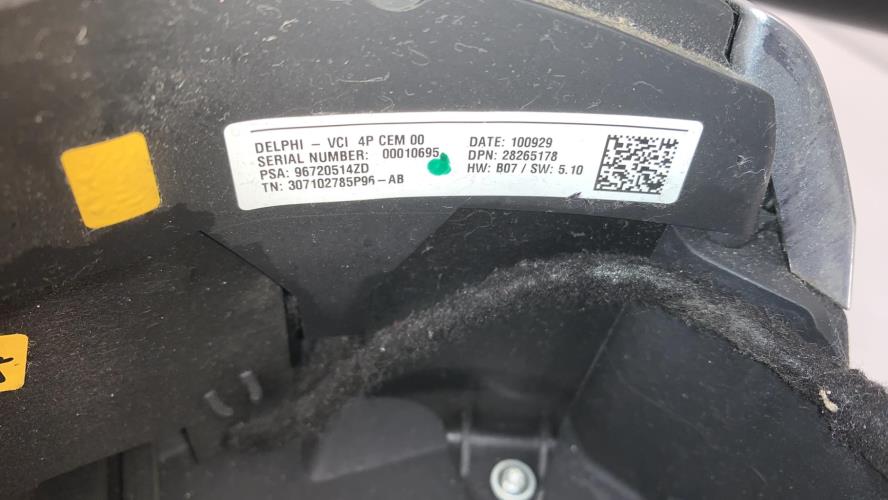 DELPHI - VCI 4P CEM 00
SERIAL NUMBER: 00010695
PSA: 96720514ZD
TN: 307102785P96-AB
DATE: 100929
DPN: 28265178
HW: B07 / SW: 5.10